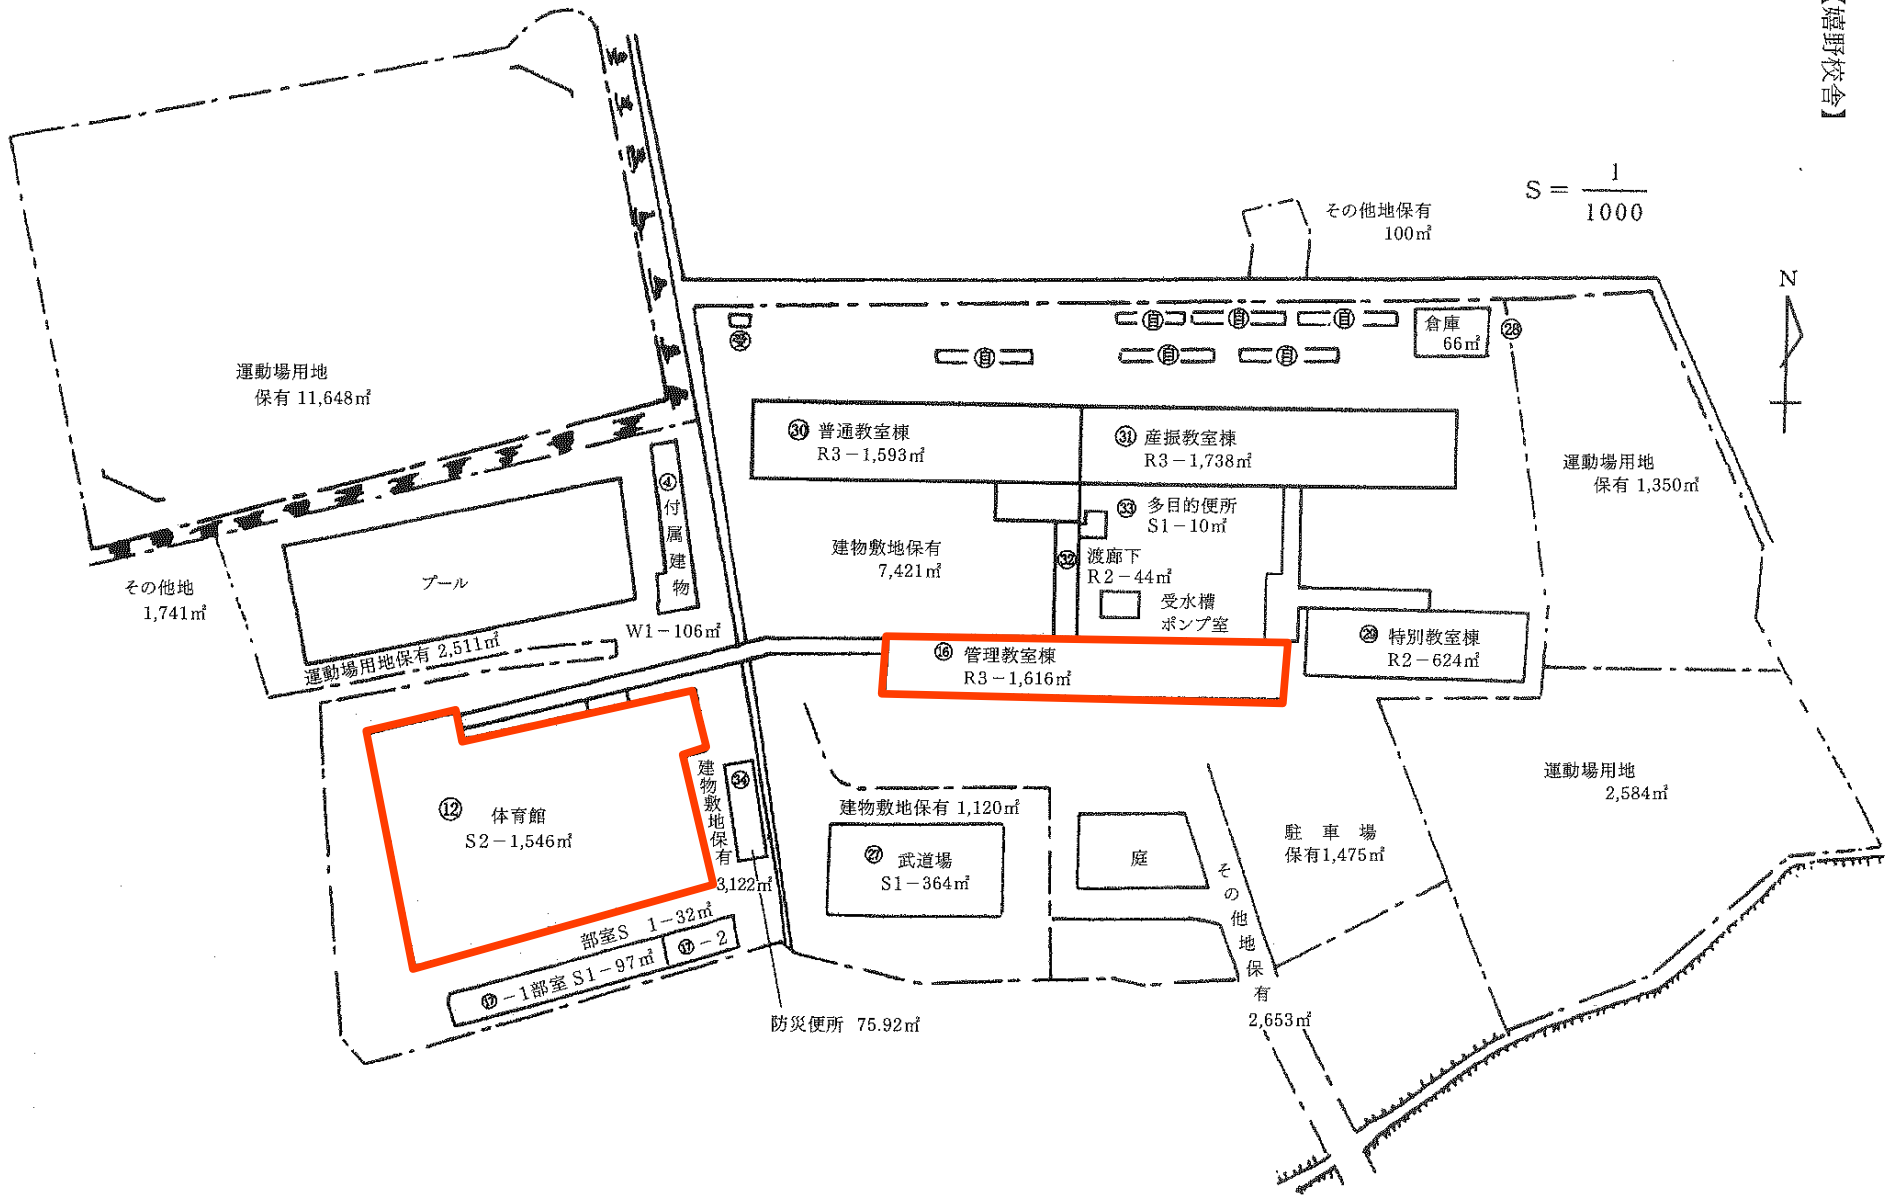 【嬉野校舎】
S = 1/1000
その他地保有
100㎡
N
運動場用地
保有 11,648㎡
受
自
自
自
自
自
自
倉庫
66㎡
㉘
㉚ 普通教室棟
R3−1,593㎡
㉛ 産振教室棟
R3−1,738㎡
運動場用地
保有 1,350㎡
④付属建物
W1−106㎡
プール
その他地
1,741㎡
運動場用地保有 2,511㎡
建物敷地保有
7,421㎡
㉝ 多目的便所
S1−10㎡
㉜ 渡廊下
R2−44㎡
受水槽
ポンプ室
⑯ 管理教室棟
R3−1,616㎡
㉙ 特別教室棟
R2−624㎡
⑫ 体育館
S2−1,546㎡
建物敷地保有
3,122㎡
㉞
建物敷地保有 1,120㎡
㉗ 武道場
S1−364㎡
庭
その他地保有
2,653㎡
駐車場
保有1,475㎡
運動場用地
2,584㎡
部室S 1−32㎡
⑰−1部室 S1−97㎡
⑰−2
防災便所 75.92㎡